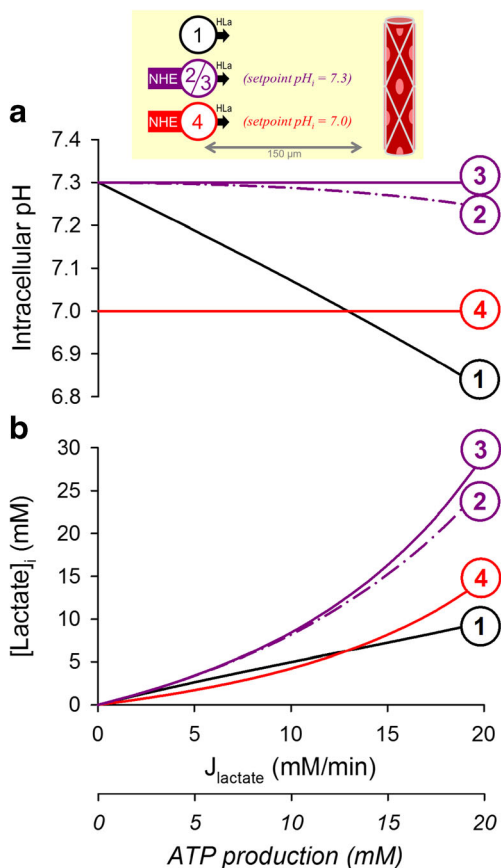 HLa
1
HLa
NHE 2/3 (setpoint pHi = 7.3)
HLa
NHE 4 (setpoint pHi = 7.0)
150 µm
a
7.4
7.3
7.2
7.1
7.0
6.9
6.8
Intracellular pH
3
2
4
1
b
30
25
20
15
10
5
0
[Lactate]i (mM)
3
2
4
1
0 5 10 15 20
Jlactate (mM/min)
0 5 10 15 20
ATP production (mM)